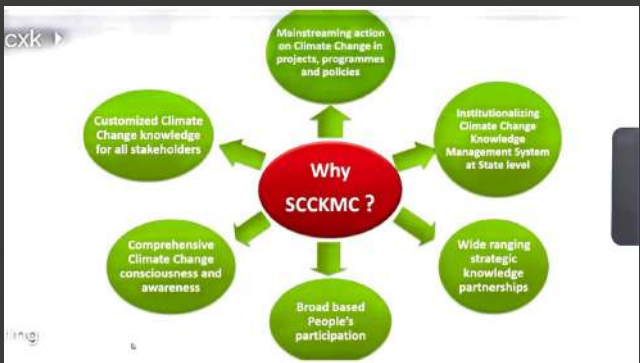 cxk
Mainstreaming action
on Climate Change in
projects, programmes
and policies
Customized Climate
Change knowledge
for all stakeholders
Institutionalizing
Climate Change
Knowledge
Management System
at State level
Why
SCCKMC ?
Comprehensive
Climate Change
consciousness and
awareness
Wide ranging
strategic
knowledge
partnerships
Broad based
People's
participation